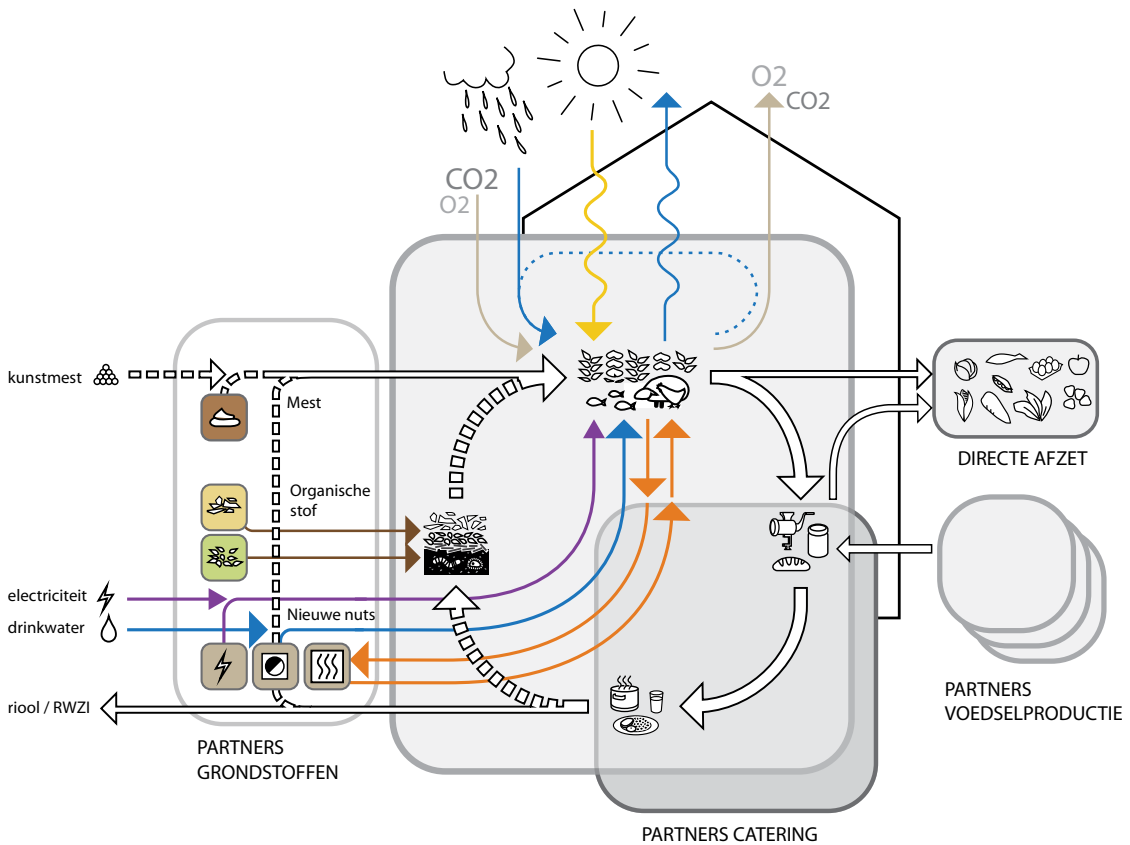 O2
CO2
CO2
O2
kunstmest
Mest
Organische
stof
DIRECTE AFZET
electriciteit
drinkwater
Nieuwe nuts
riool / RWZI
PARTNERS
GRONDSTOFFEN
PARTNERS
VOEDSELPRODUCTIE
PARTNERS CATERING